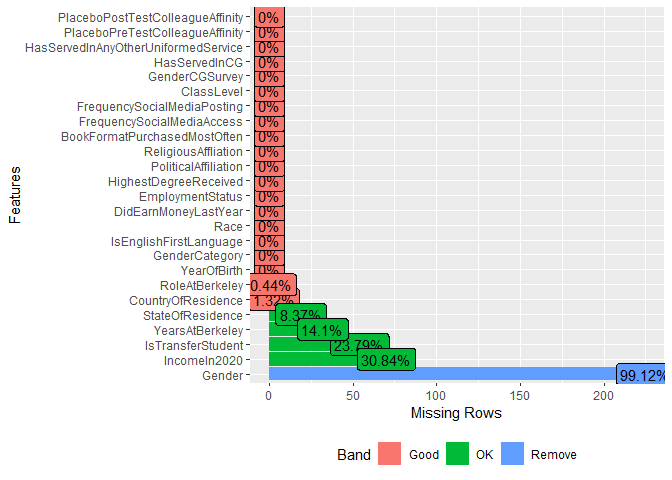 PlaceboPostTestColleagueAffinity 0%
PlaceboPreTestColleagueAffinity 0%
HasServedInAnyOtherUniformedService 0%
HasServedInCG 0%
GenderCGSurvey 0%
ClassLevel 0%
FrequencySocialMediaPosting 0%
FrequencySocialMediaAccess 0%
BookFormatPurchasedMostOften 0%
ReligiousAffliation 0%
PoliticalAffliation 0%
HighestDegreeReceived 0%
EmploymentStatus 0%
DidEarnMoneyLastYear 0%
Race 0%
IsEnglishFirstLanguage 0%
GenderCategory 0%
YearOfBirth 0%
RoleAtBerkeley 0.44%
CountryOfResidence 1.32%
StateOfResidence 8.37%
YearsAtBerkeley 14.1%
IsTransferStudent 23.79%
IncomeIn2020 30.84%
Gender 99.12%
Features
0 50 100 150 200
Missing Rows
Band Good OK Remove